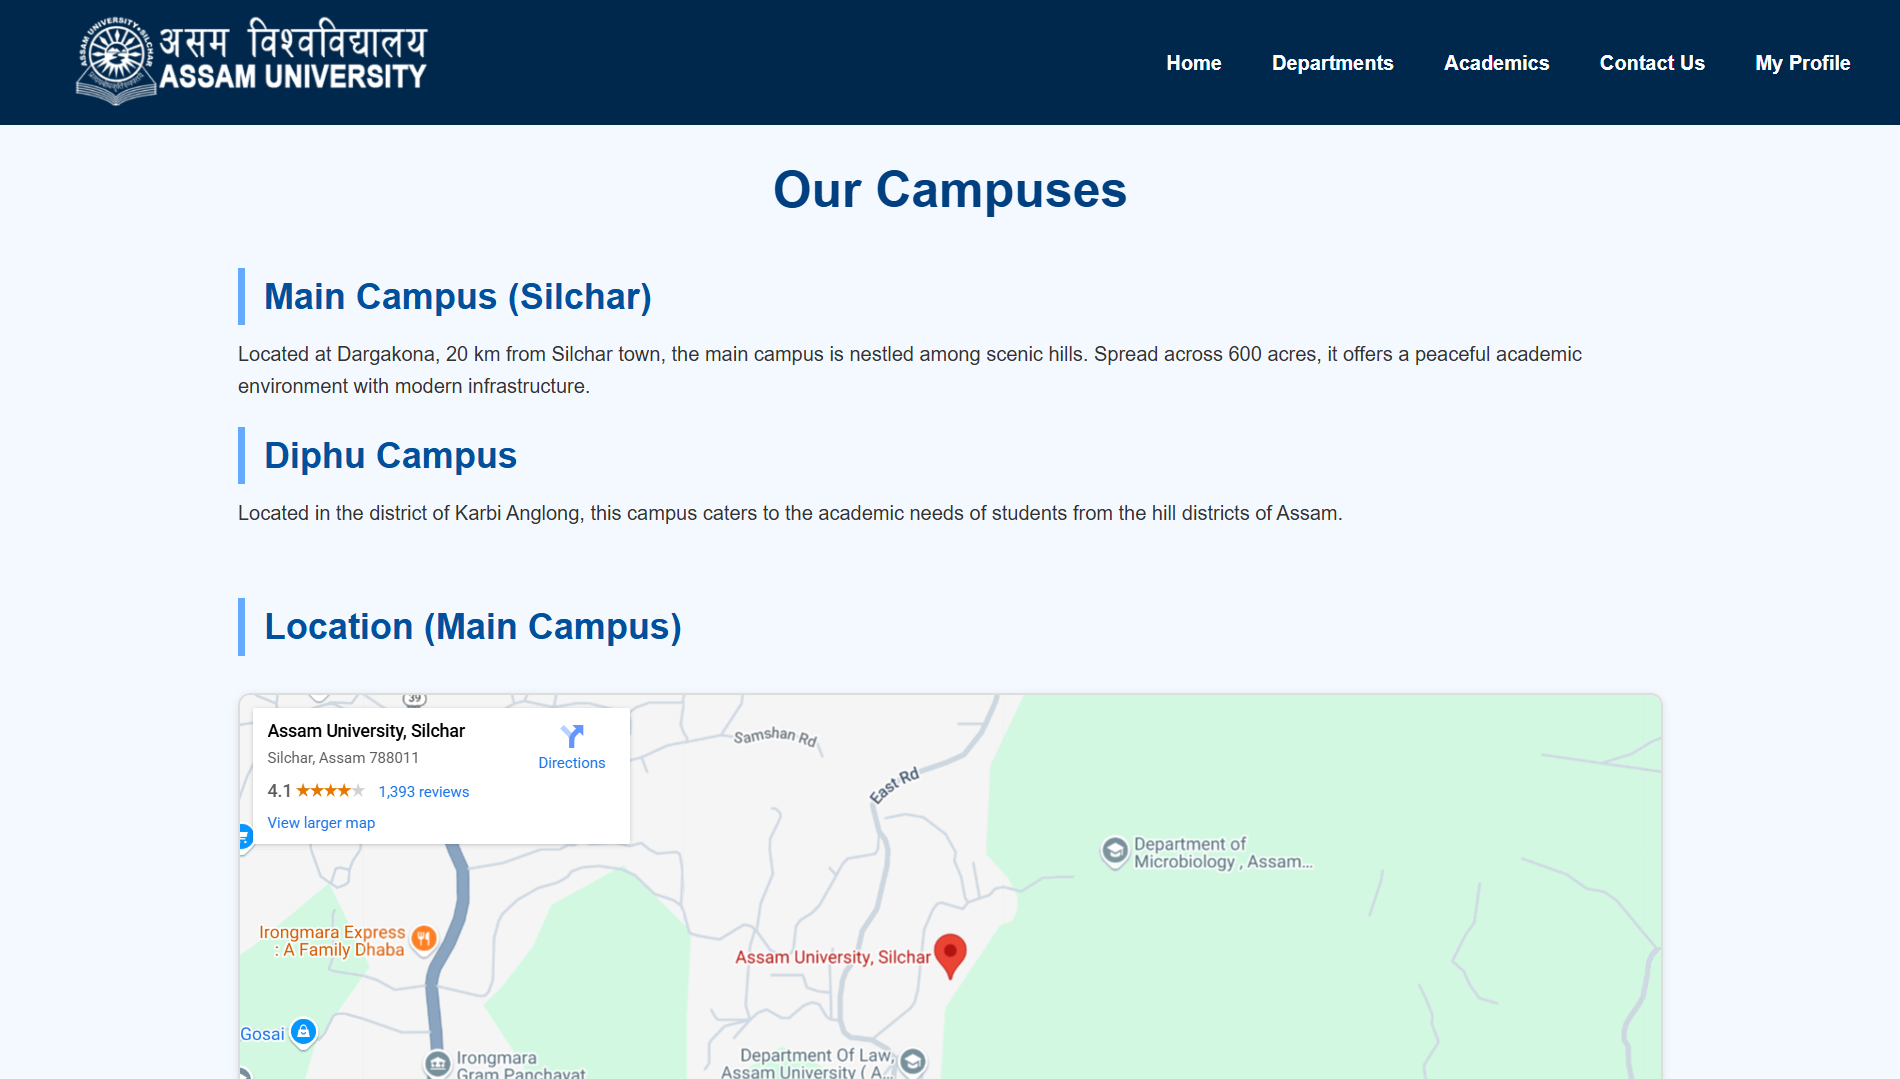 असम विश्वविद्यालय
ASSAM UNIVERSITY
ASSAM UNIVERSITY SILCHAR
Home
Departments
Academics
Contact Us
My Profile
Our Campuses
Main Campus (Silchar)
Located at Dargakona, 20 km from Silchar town, the main campus is nestled among scenic hills. Spread across 600 acres, it offers a peaceful academic
environment with modern infrastructure.
Diphu Campus
Located in the district of Karbi Anglong, this campus caters to the academic needs of students from the hill districts of Assam.
Location (Main Campus)
39
Assam University, Silchar
Silchar, Assam 788011
4.1
1,393 reviews
View larger map
Directions
Samshan Rd
East Rd
Department of
Microbiology , Assam...
Irongmara Express
: A Family Dhaba
Assam University, Silchar
Gosai
Irongmara
Gram Panchayat
Department Of Law,
Assam University ( A...